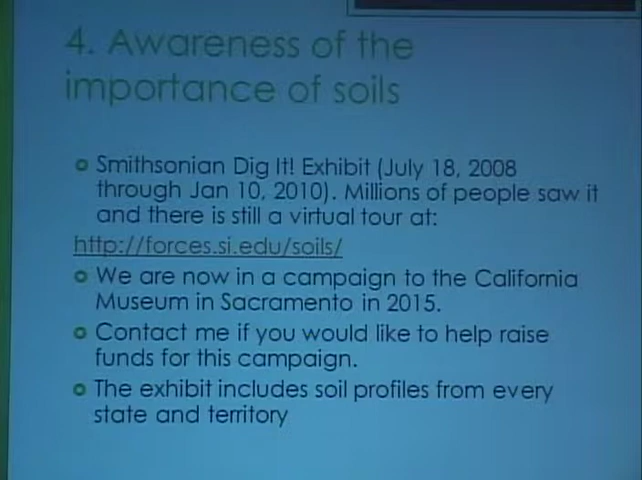 4. Awareness of the
importance of soils
Smithsonian Dig It! Exhibit (July 18, 2008
through Jan 10, 2010). Millions of people saw it
and there is still a virtual tour at:
http://forces.si.edu/soils/
We are now in a campaign to the California
Museum in Sacramento in 2015.
Contact me if you would like to help raise
funds for this campaign.
The exhibit includes soil profiles from every
state and territory